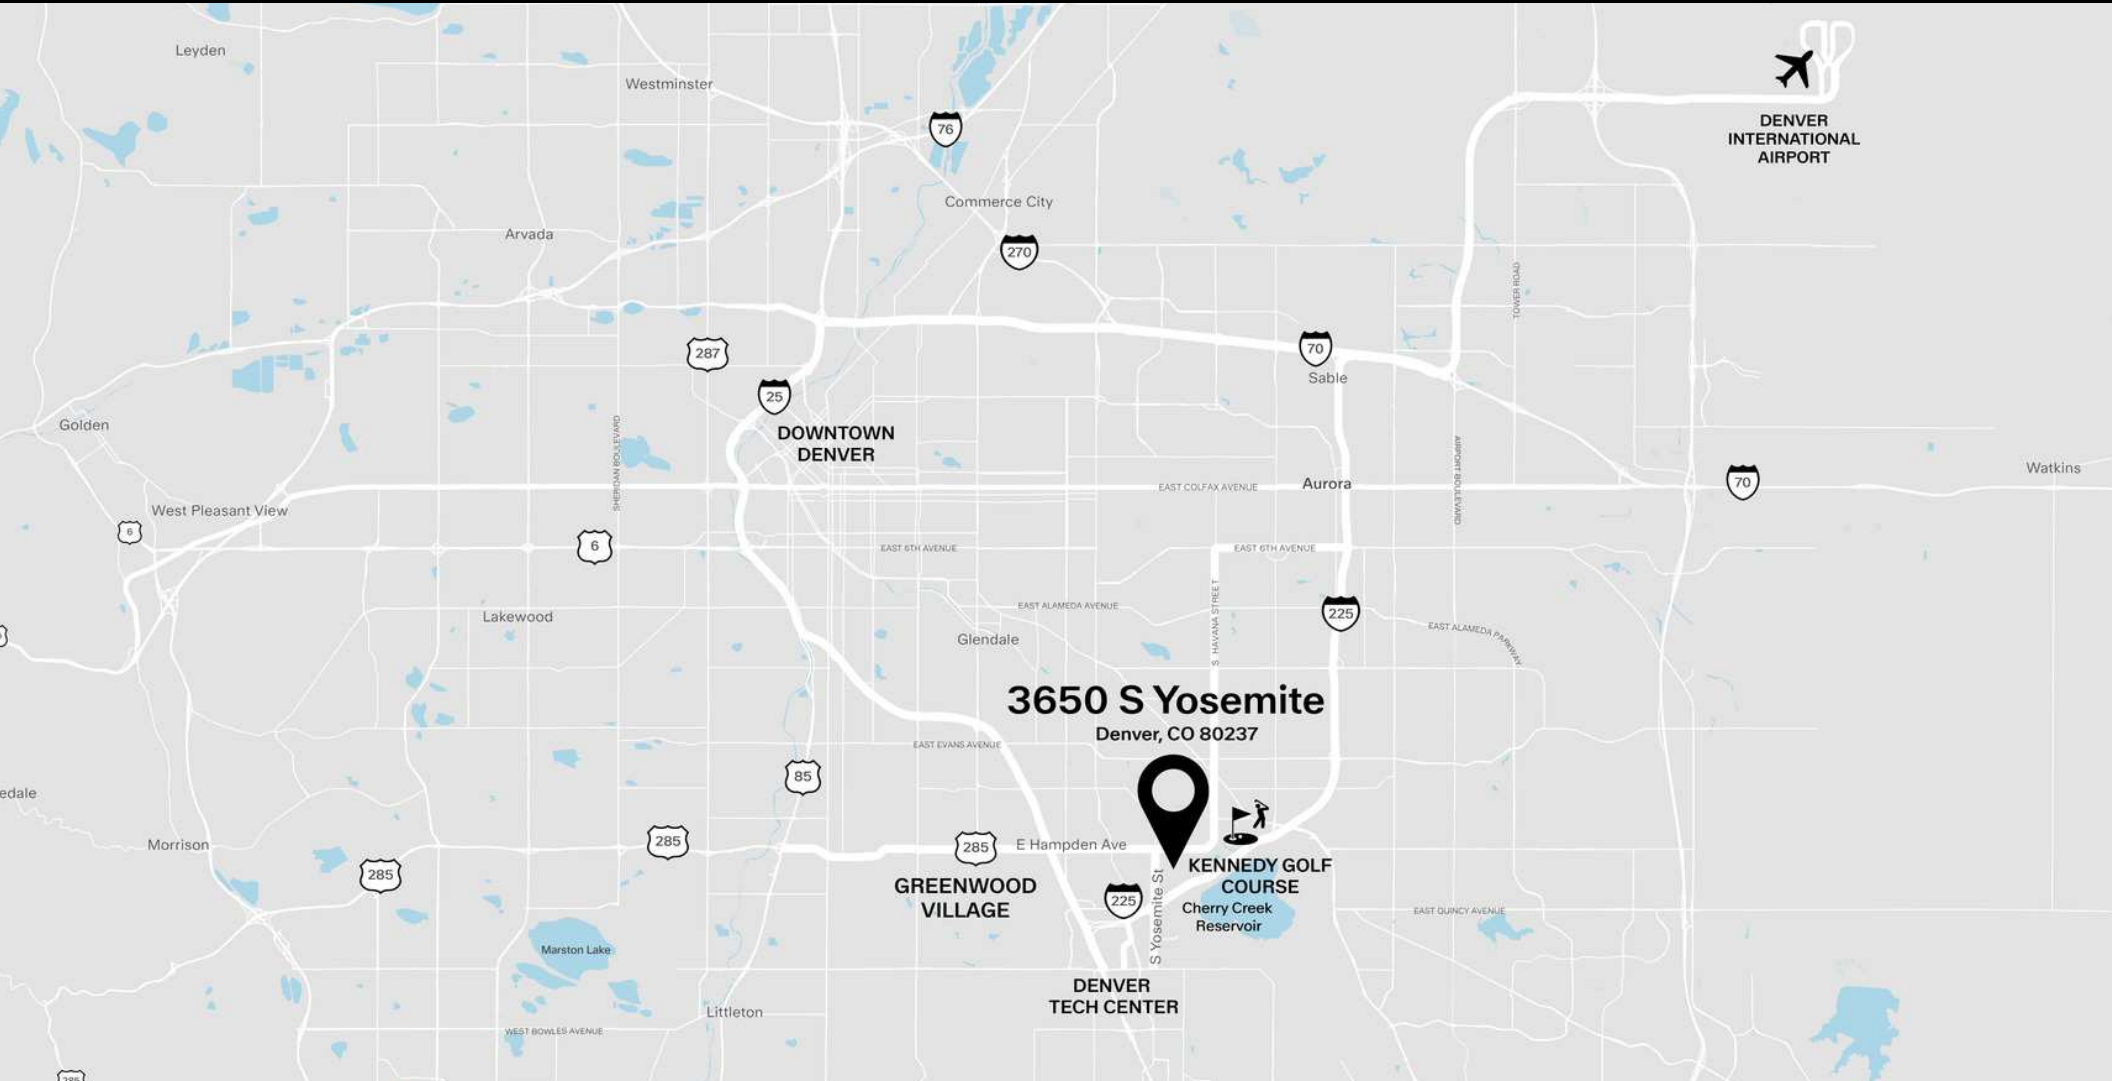 Leyden
Westminster
76
DENVER
INTERNATIONAL
AIRPORT
Commerce City
Arvada
270
TOWER ROAD
287
70
Sable
25
Golden
SHERIDAN BOULEVARD
DOWNTOWN
DENVER
AIRPORT BOULEVARD
Watkins
EAST COLFAX AVENUE
Aurora
70
West Pleasant View
6
6
EAST 6TH AVENUE
EAST 6TH AVENUE
Lakewood
EAST ALAMEDA AVENUE
S. HAVANA STREET
225
EAST ALAMEDA PARKWAY
Glendale
3650 S Yosemite
Denver, CO 80237
EAST EVANS AVENUE
85
edale
Morrison
285
285
285
E Hampden Ave
KENNEDY GOLF
COURSE
GREENWOOD
VILLAGE
225
S Yosemite St
Cherry Creek
Reservoir
EAST QUINCY AVENUE
Marston Lake
DENVER
TECH CENTER
Littleton
WEST BOWLES AVENUE
285